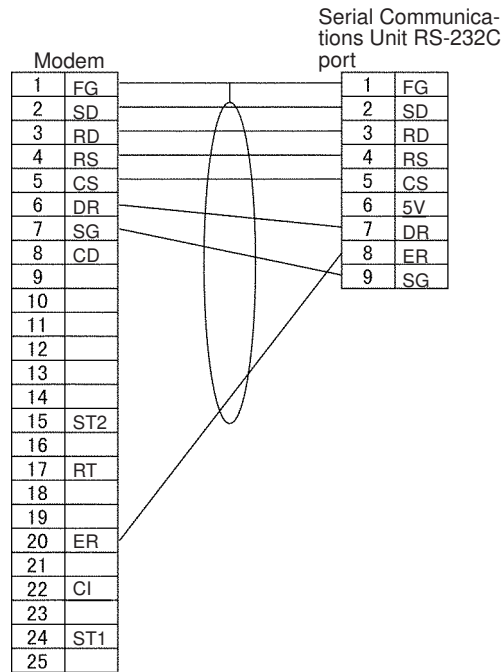 Serial Communica-
tions Unit RS-232C
port
Modem
1 FG
2 SD
3 RD
4 RS
5 CS
6 DR
7 SG
8 CD
9
10
11
12
13
14
15 ST2
16
17 RT
18
19
20 ER
21
22 CI
23
24 ST1
25
1 FG
2 SD
3 RD
4 RS
5 CS
6 5V
7 DR
8 ER
9 SG